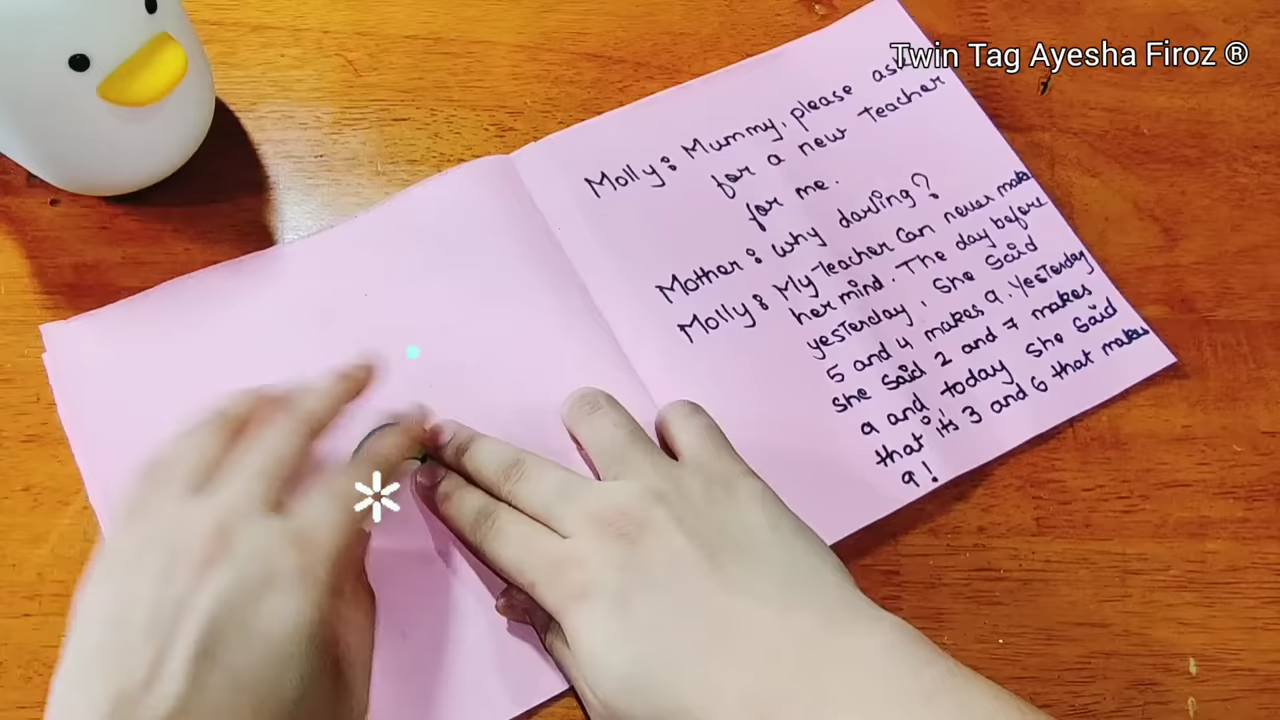 Twin Tag Ayesha Firoz ®
Molly: Mummy, please ask
for a new Teacher
for me.
Mother: Why darling?
Molly: My Teacher Can never make
her mind. The day before
yesterday, She Said
5 and 4 makes 9. Yesterday
she said 2 and 7 makes
9 and today She Said
that it's 3 and 6 that makes
9!